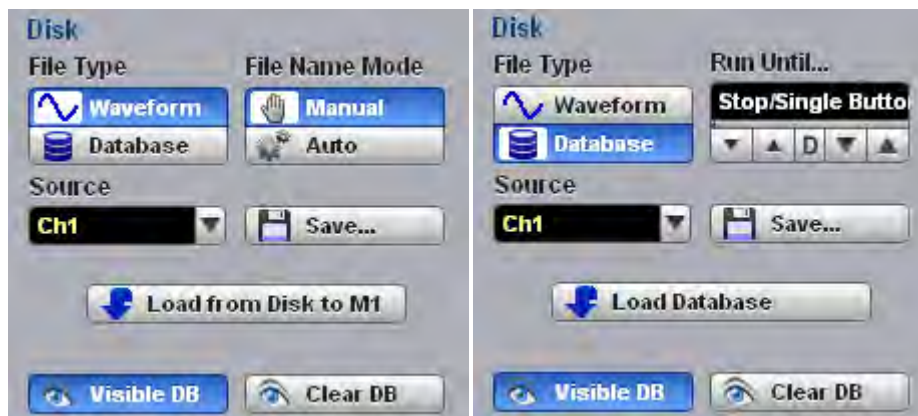 Disk
File Type File Name Mode
Waveform Manual
Database Auto
Source
Ch1 Save...
Load from Disk to M1
Visible DB Clear DB
Disk
File Type Run Until...
Waveform Stop/Single Butto
Database D
Source
Ch1 Save...
Load Database
Visible DB Clear DB